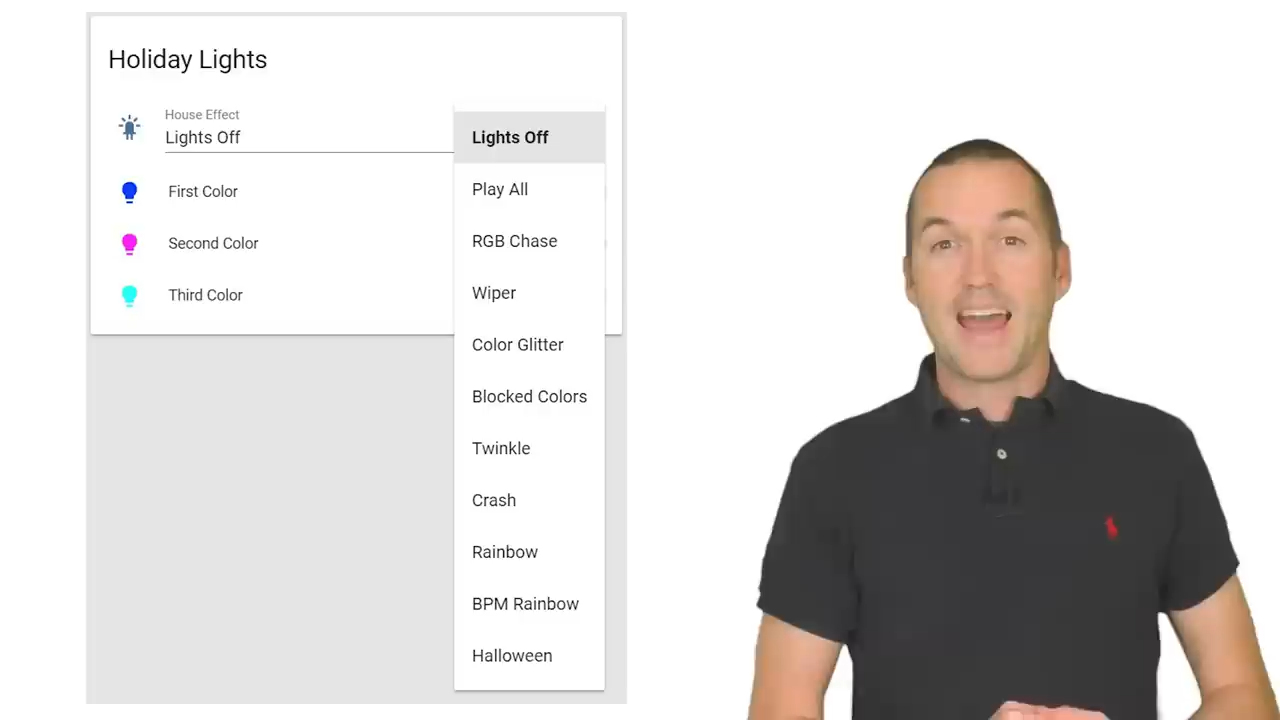 Holiday Lights
House Effect
Lights Off
First Color
Second Color
Third Color
Lights Off
Play All
RGB Chase
Wiper
Color Glitter
Blocked Colors
Twinkle
Crash
Rainbow
BPM Rainbow
Halloween